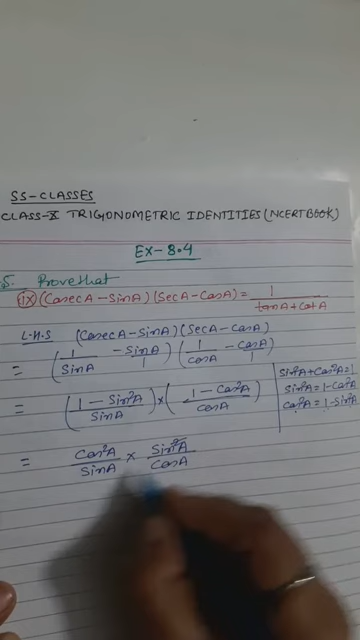 SS-CLASSES
CLASS-X TRIGONOMETRIC IDENTITIES (NCERT BOOK)
EX-8.4
5. Prove that
(ix) (CosecA - SinA) (SecA - CosA) = 1/(tanA + CotA)
L.H.S (CosecA - SinA) (SecA - CosA)
= (1/SinA - SinA/1) (1/CosA - CosA/1)
= ((1 - Sin²A)/SinA) × ((1 - Cos²A)/CosA)
Sin²A + Cos²A = 1
Sin²A = 1 - Cos²A
Cos²A = 1 - Sin²A
= Cos²A/SinA × Sin²A/CosA